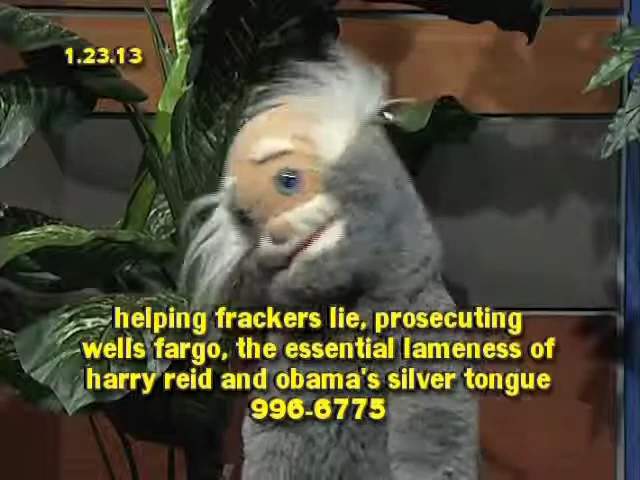 1.23.13
helping frackers lie, prosecuting
wells fargo, the essential lameness of
harry reid and obama's silver tongue
996-6775